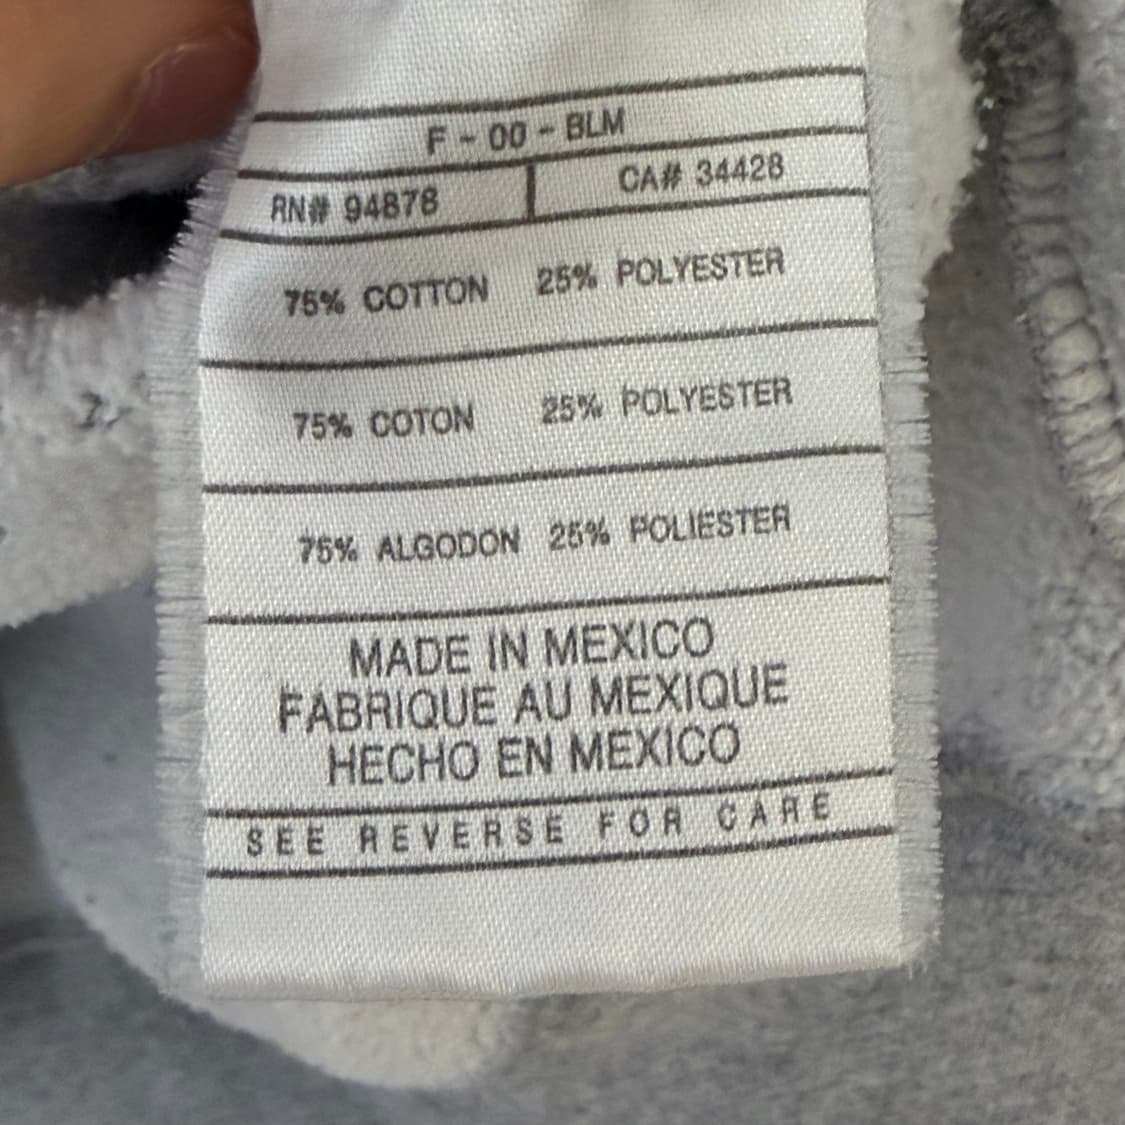 F - 00 - BLM
RN# 94878 CA# 34428
75% COTTON 25% POLYESTER
75% COTON 25% POLYESTER
75% ALGODON 25% POLIESTER
MADE IN MEXICO
FABRIQUE AU MEXIQUE
HECHO EN MEXICO
SEE REVERSE FOR CARE